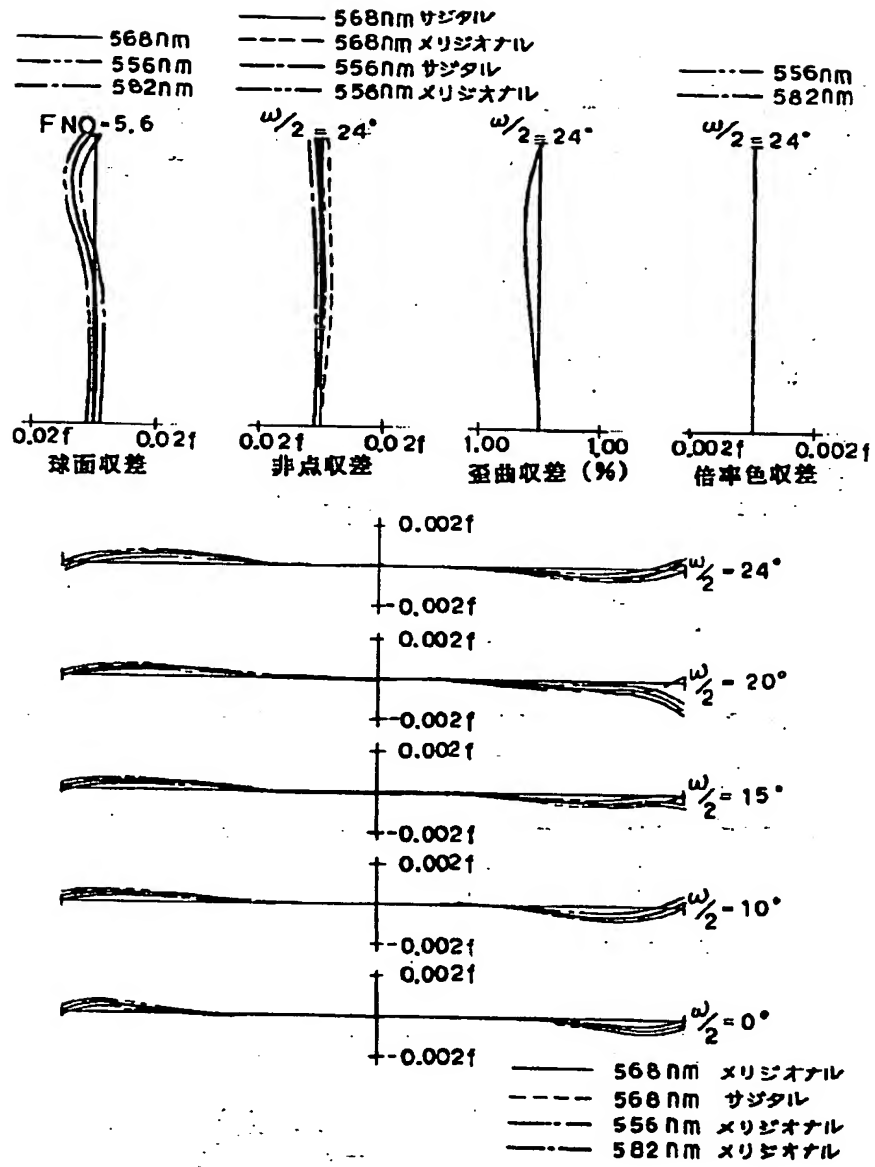 568nm
556nm
582nm
568nm サジタル
568nm メリジオナル
556nm サジタル
556nm メリジオナル
556nm
582nm
FNO-5.6
ω/2=24°
ω/2=24°
ω/2=24°
0.02f 0.02f
球面収差
0.02f 0.02f
非点収差
1.00 1.00
歪曲収差 (%)
0.002f 0.002f
倍率色収差
0.002f
ω/2-24°
-0.002f
0.002f
ω/2-20°
-0.002f
0.002f
ω/2=15°
-0.002f
0.002f
ω/2-10°
-0.002f
0.002f
ω/2=0°
-0.002f
568nm メリジオナル
568nm サジタル
556nm メリジオナル
582nm メリジオナル